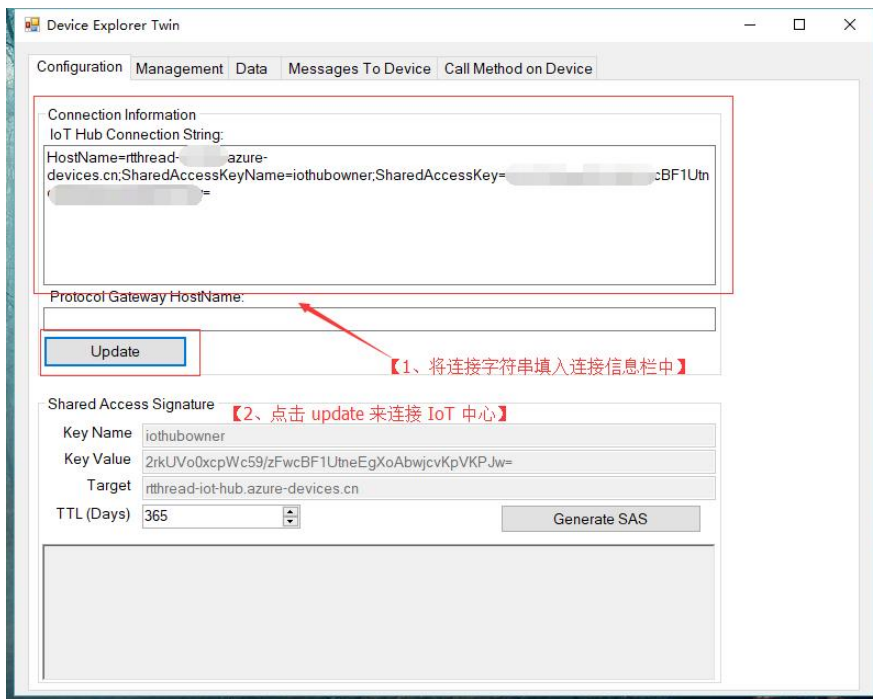 Device Explorer Twin
Configuration Management Data Messages To Device Call Method on Device
Connection Information
IoT Hub Connection String:
HostName=rtthread- azure-
devices.cn;SharedAccessKeyName=iothubowner;SharedAccessKey= cBF1Utn
=
Protocol Gateway HostName:
Update
【1、将连接字符串填入连接信息栏中】
Shared Access Signature
【2、点击 update 来连接 IoT 中心】
Key Name iothubowner
Key Value 2rkUVo0xcpWc59/zFwcBF1UtneEgXoAbwjcvKpVKPJw=
Target rtthread-iot-hub.azure-devices.cn
TTL (Days) 365 Generate SAS